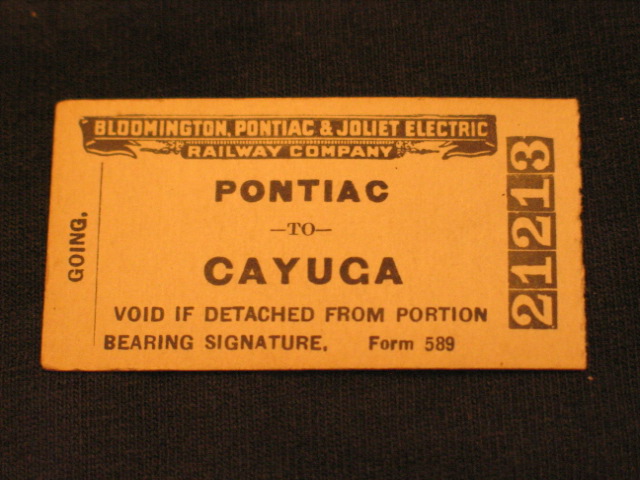 BLOOMINGTON, PONTIAC & JOLIET ELECTRIC
RAILWAY COMPANY
PONTIAC
—TO—
CAYUGA
VOID IF DETACHED FROM PORTION
BEARING SIGNATURE. Form 589
GOING.
21213